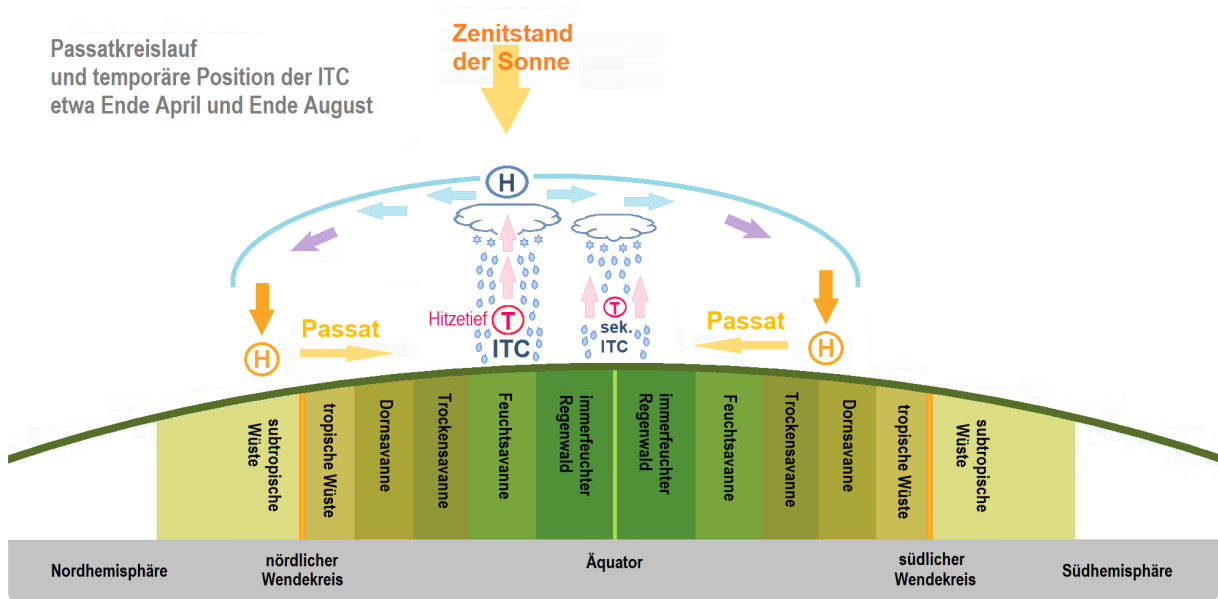 Passatkreislauf
und temporäre Position der ITC
etwa Ende April und Ende August
Zenitstand
der Sonne
H
Hitzetief
T
ITC
T
sek.
ITC
Passat
H
Passat
H
subtropische
Wüste
tropische Wüste
Dornsavanne
Trockensavanne
Feuchtsavanne
immerfeuchter
Regenwald
immerfeuchter
Regenwald
Feuchtsavanne
Trockensavanne
Dornsavanne
tropische Wüste
subtropische
Wüste
Nordhemisphäre
nördlicher
Wendekreis
Äquator
südlicher
Wendekreis
Südhemisphäre